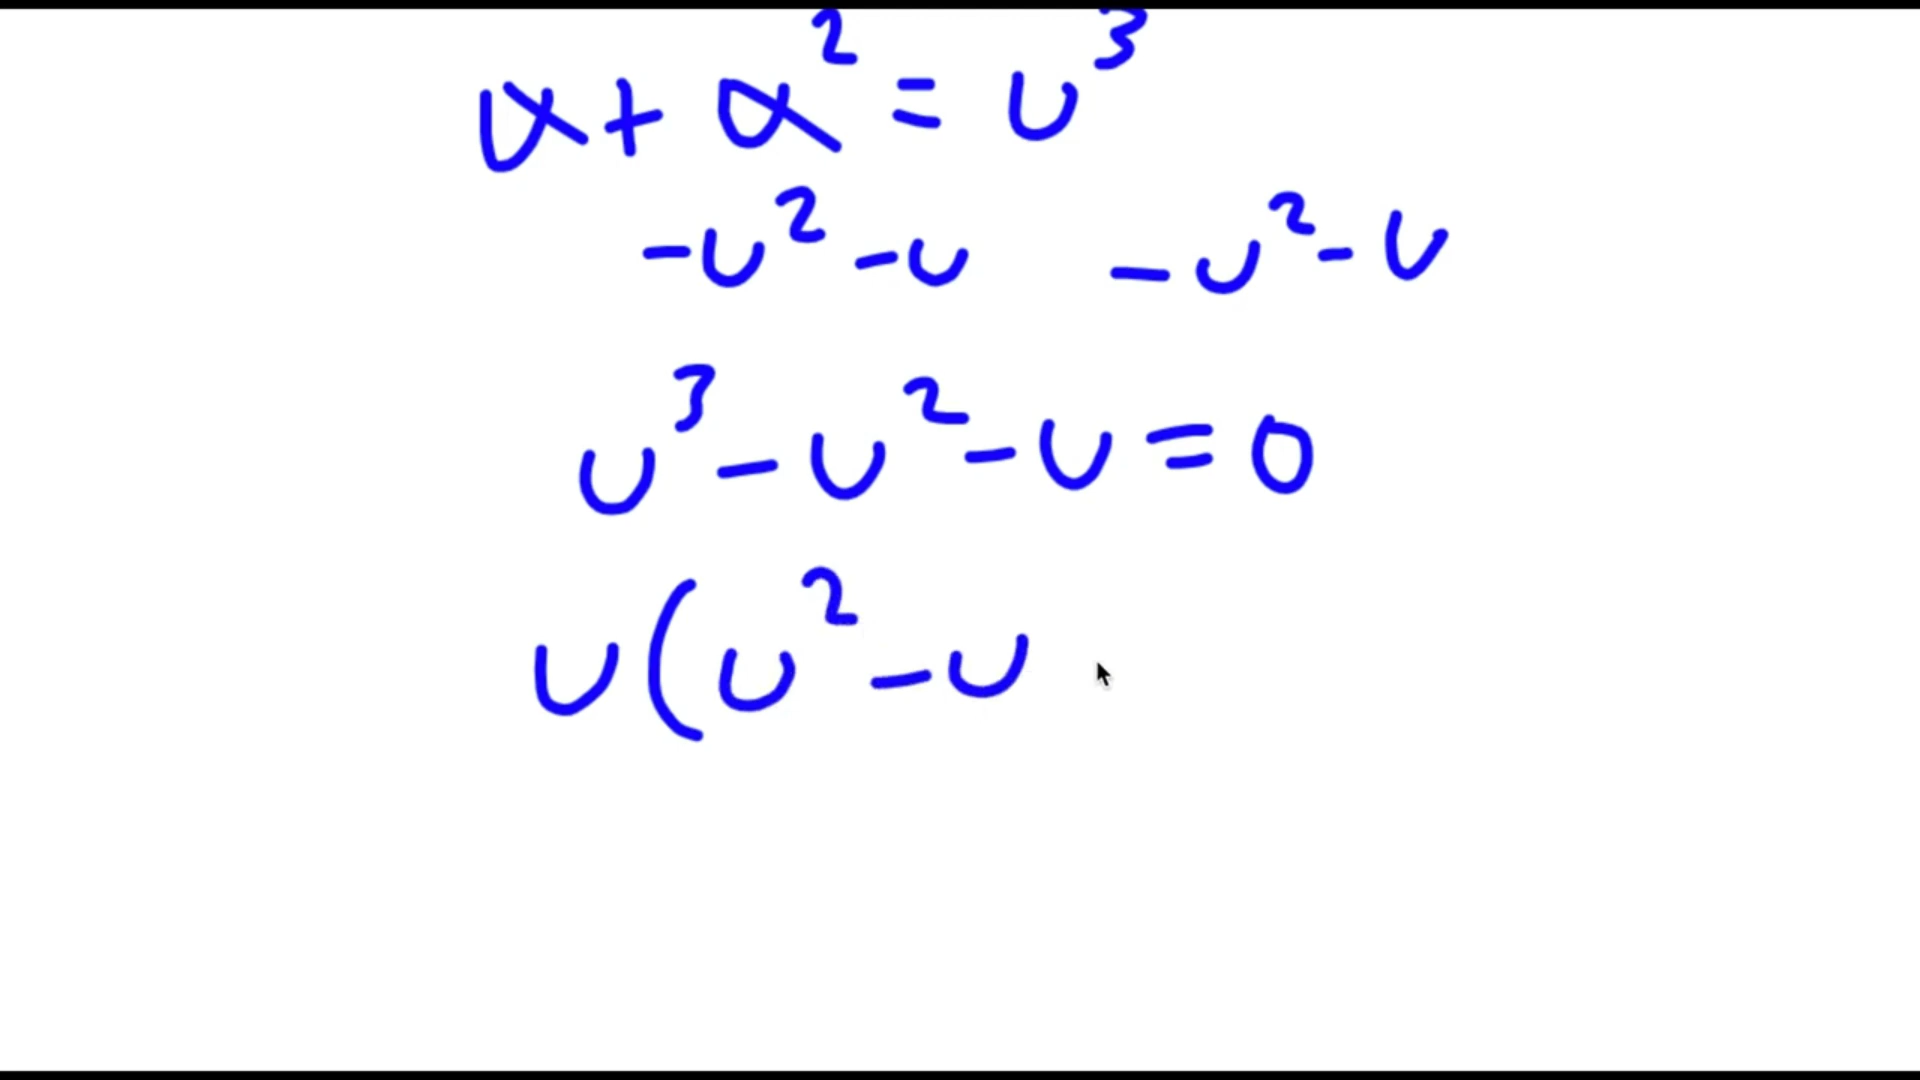 u + u² = u³
-u² - u -u² - u
u³ - u² - u = 0
u(u² - u